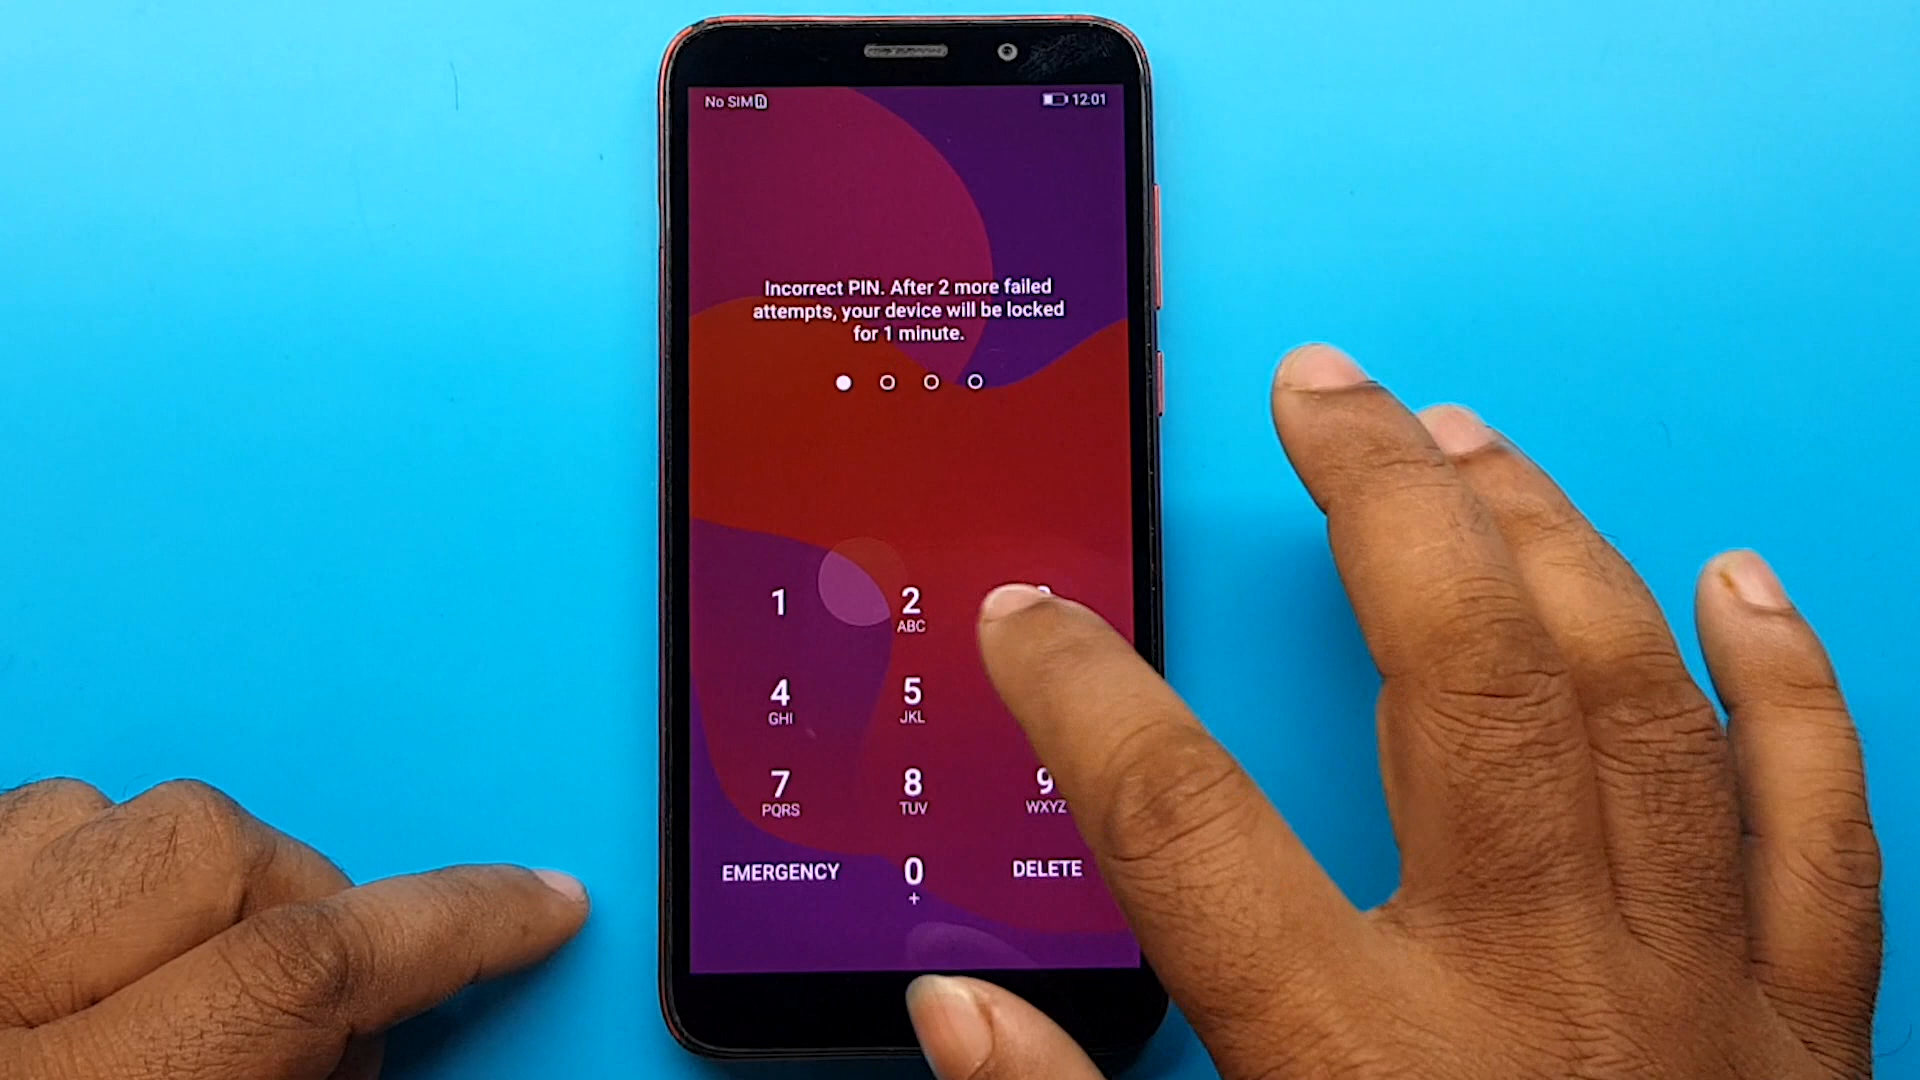 No SIM
12:01
Incorrect PIN. After 2 more failed
attempts, your device will be locked
for 1 minute.
1
2
ABC
4
GHI
5
JKL
7
PQRS
8
TUV
9
WXYZ
EMERGENCY
0
+
DELETE